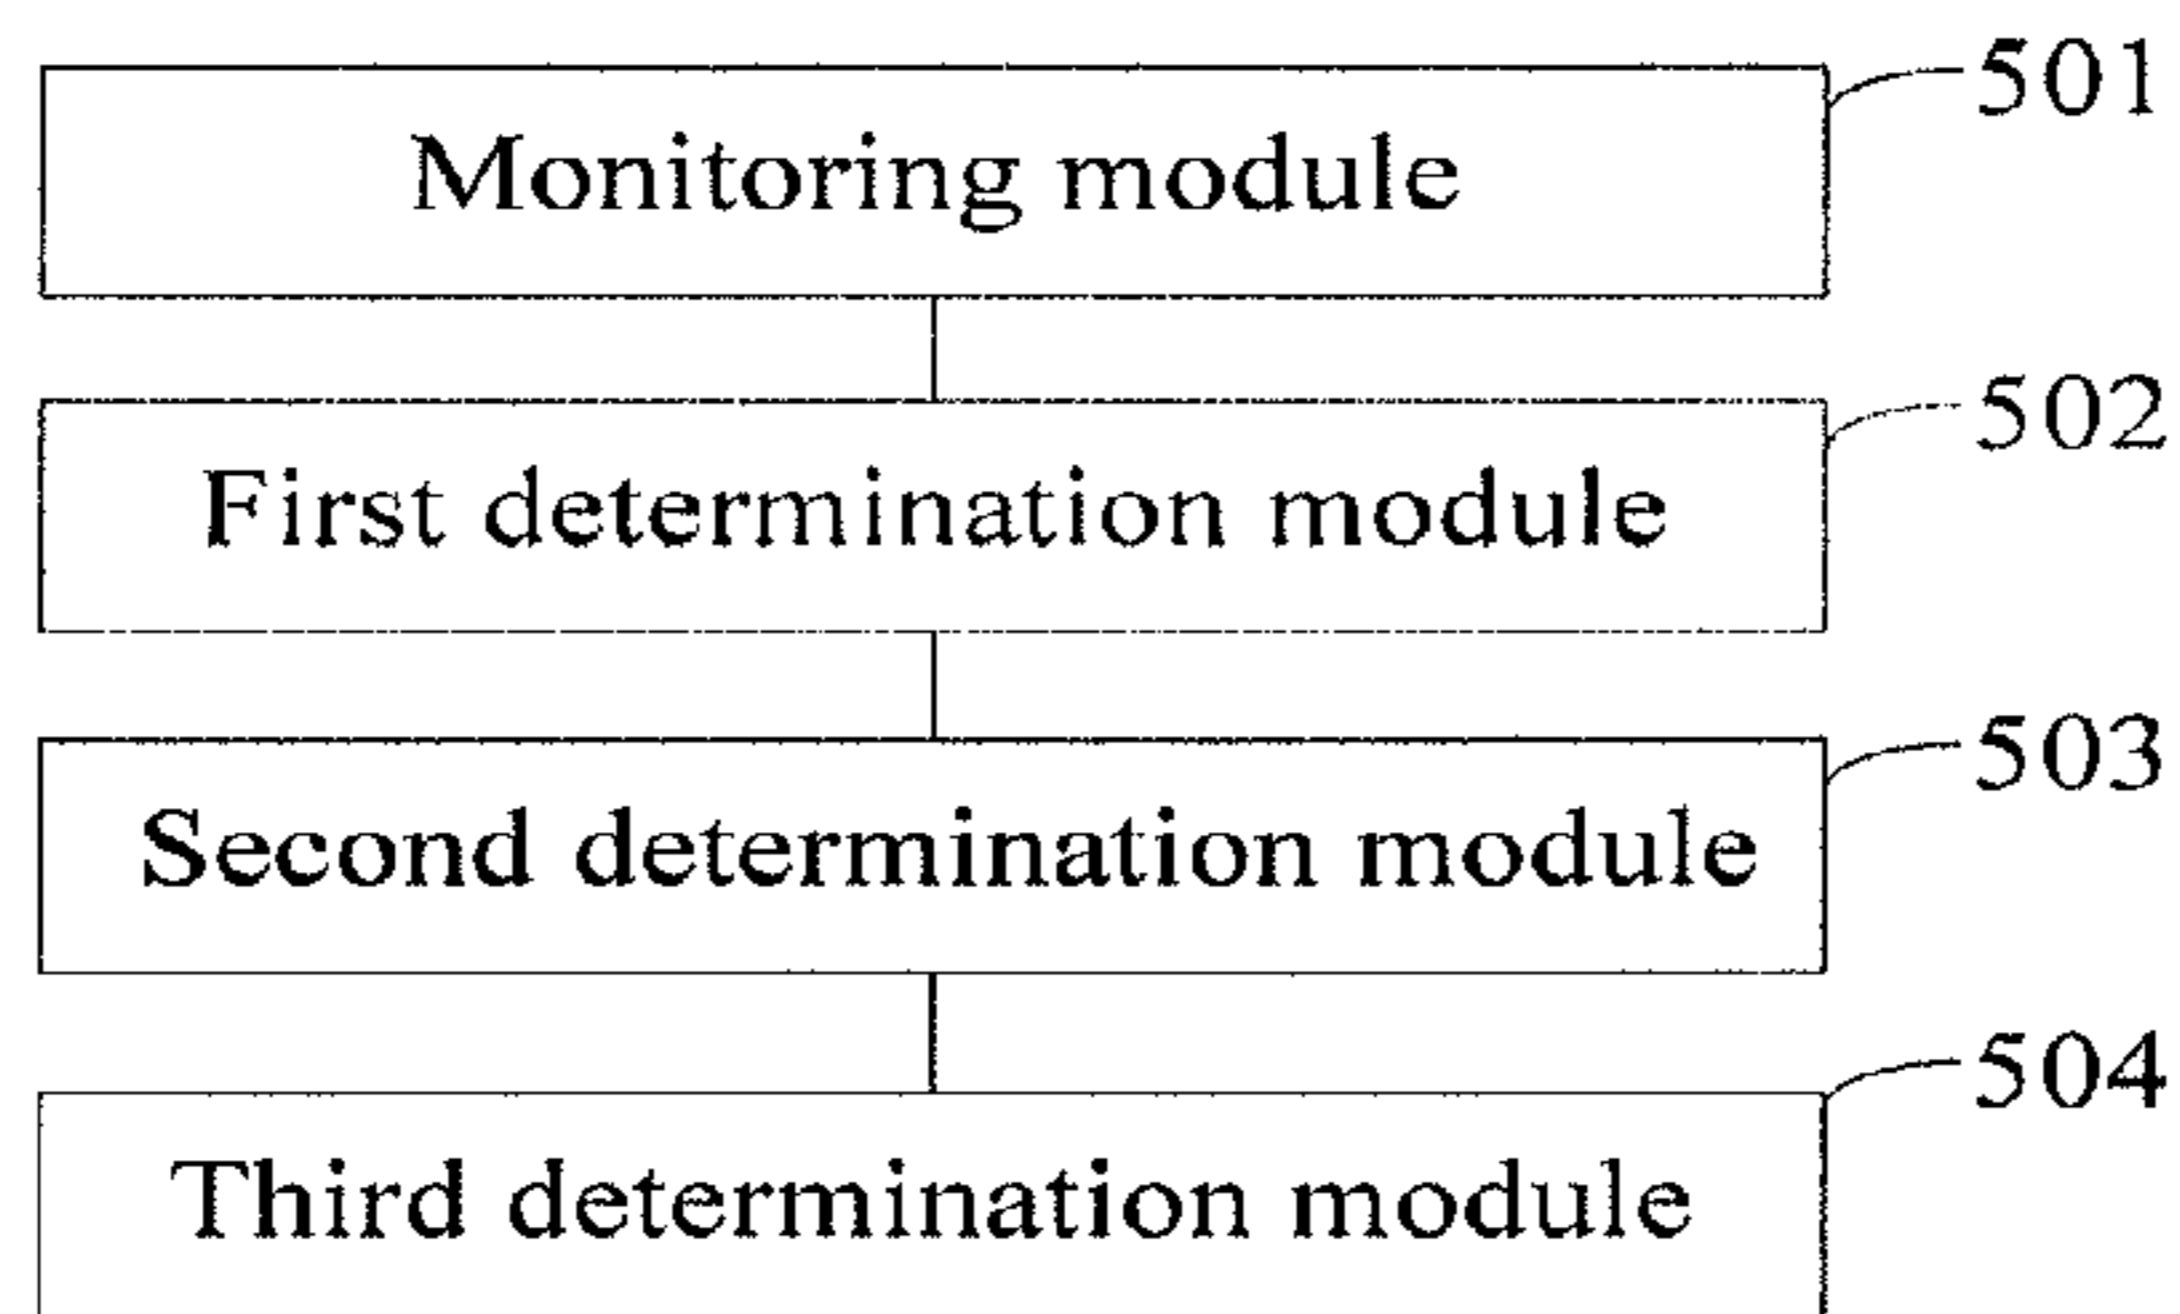 501
Monitoring module
502
First determination module
503
Second determination module
504
Third determination module